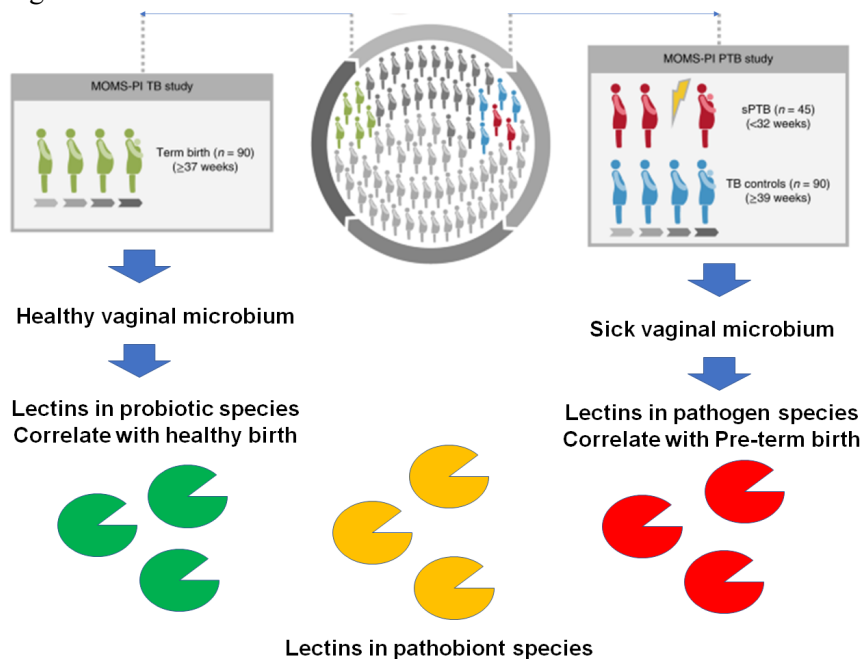 MOMS-PI TB study
Term birth (n = 90)
(≥37 weeks)
MOMS-PI PTB study
sPTB (n = 45)
(<32 weeks)
TB controls (n = 90)
(≥39 weeks)
Healthy vaginal microbium
Sick vaginal microbium
Lectins in probiotic species
Correlate with healthy birth
Lectins in pathogen species
Correlate with Pre-term birth
Lectins in pathobiont species